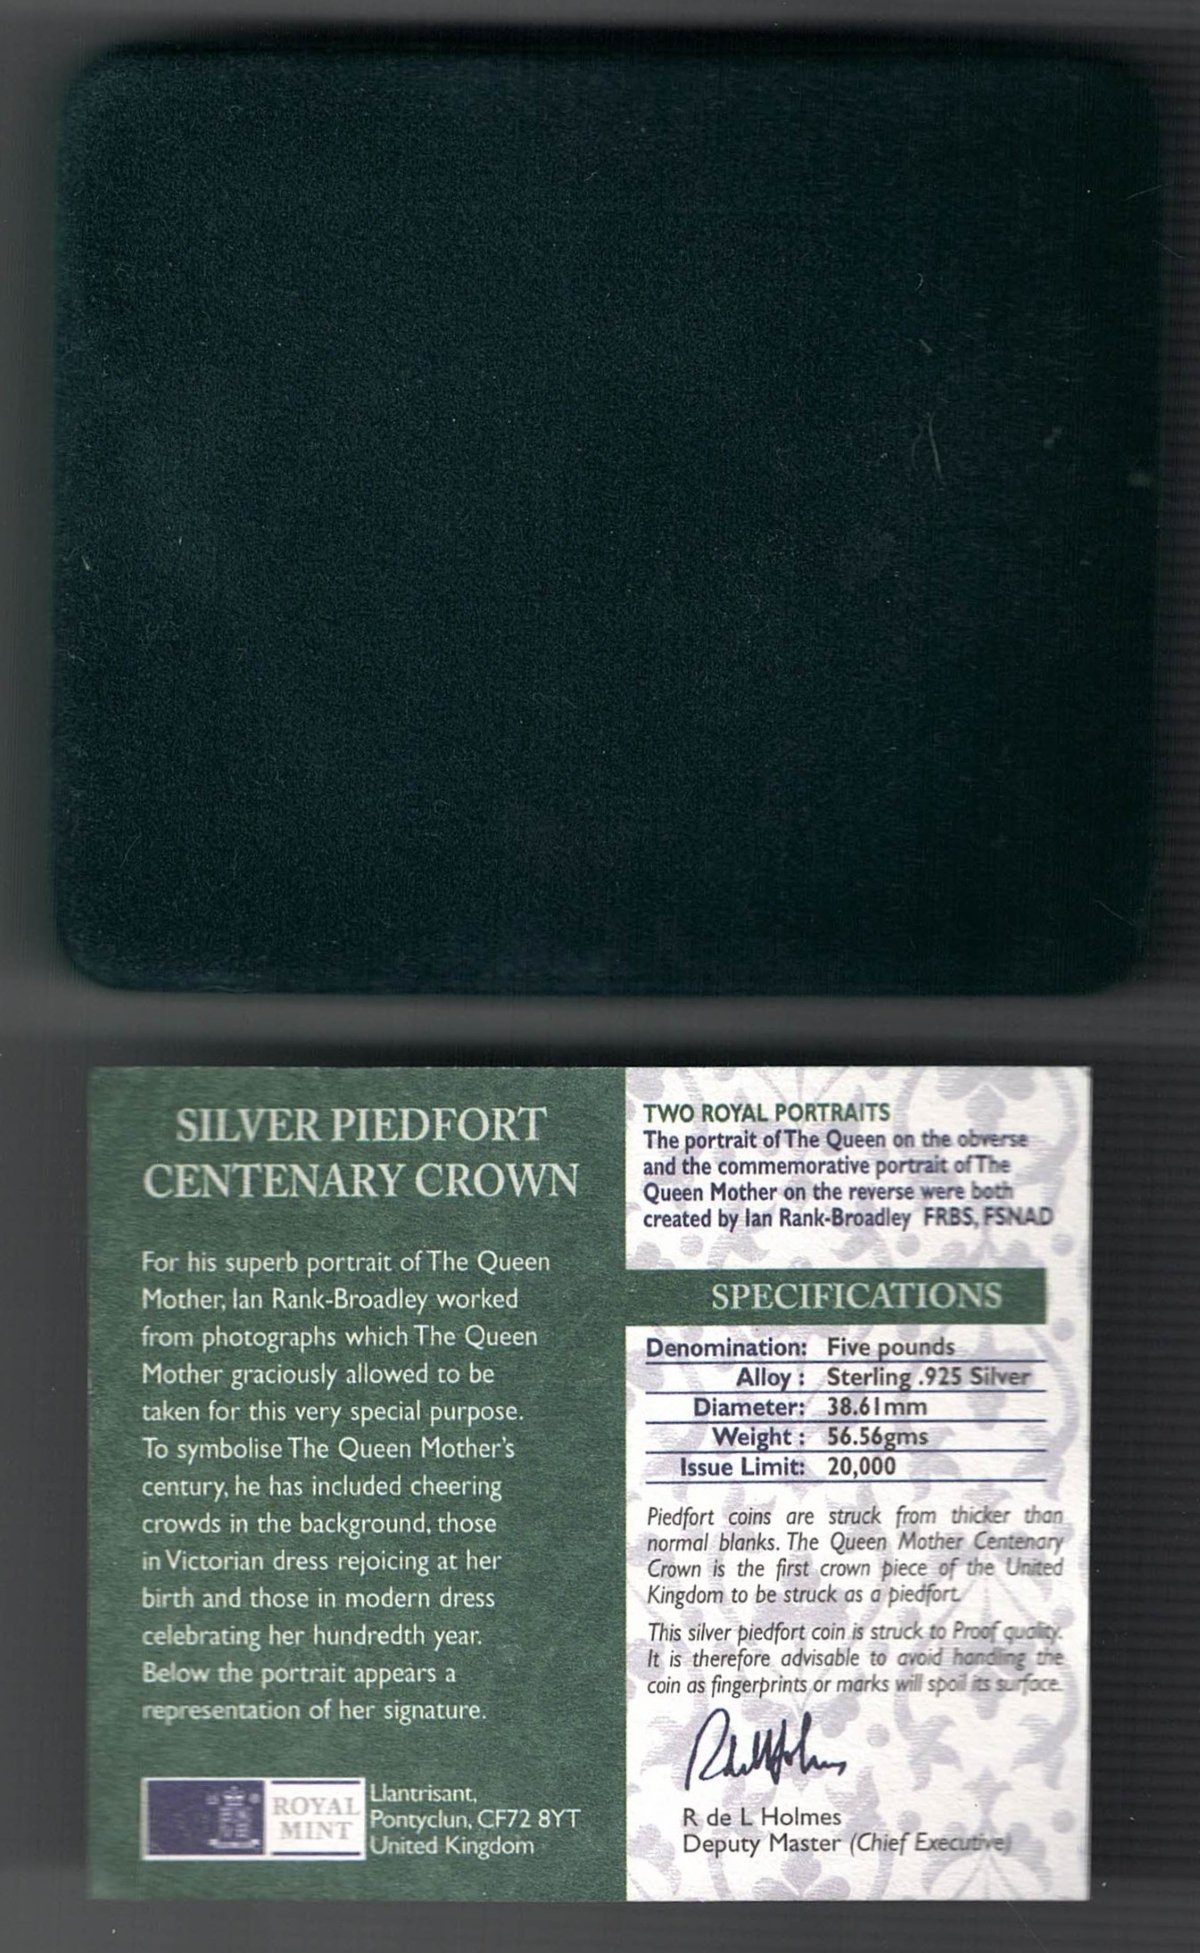 SILVER PIEDFORT
CENTENARY CROWN
For his superb portrait of The Queen
Mother, Ian Rank-Broadley worked
from photographs which The Queen
Mother graciously allowed to be
taken for this very special purpose.
To symbolise The Queen Mother's
century, he has included cheering
crowds in the background, those
in Victorian dress rejoicing at her
birth and those in modern dress
celebrating her hundredth year.
Below the portrait appears a
representation of her signature.
ROYAL
MINT
Llantrisant,
Pontyclun, CF72 8YT
United Kingdom
TWO ROYAL PORTRAITS
The portrait of The Queen on the obverse
and the commemorative portrait of The
Queen Mother on the reverse were both
created by Ian Rank-Broadley FRBS, FSNAD
SPECIFICATIONS
Denomination: Five pounds
Alloy : Sterling .925 Silver
Diameter: 38.61mm
Weight : 56.56gms
Issue Limit: 20,000
Piedfort coins are struck from thicker than
normal blanks. The Queen Mother Centenary
Crown is the first crown piece of the United
Kingdom to be struck as a piedfort.
This silver piedfort coin is struck to Proof quality.
It is therefore advisable to avoid handling the
coin as fingerprints or marks will spoil its surface.
R de L Holmes
Deputy Master (Chief Executive)